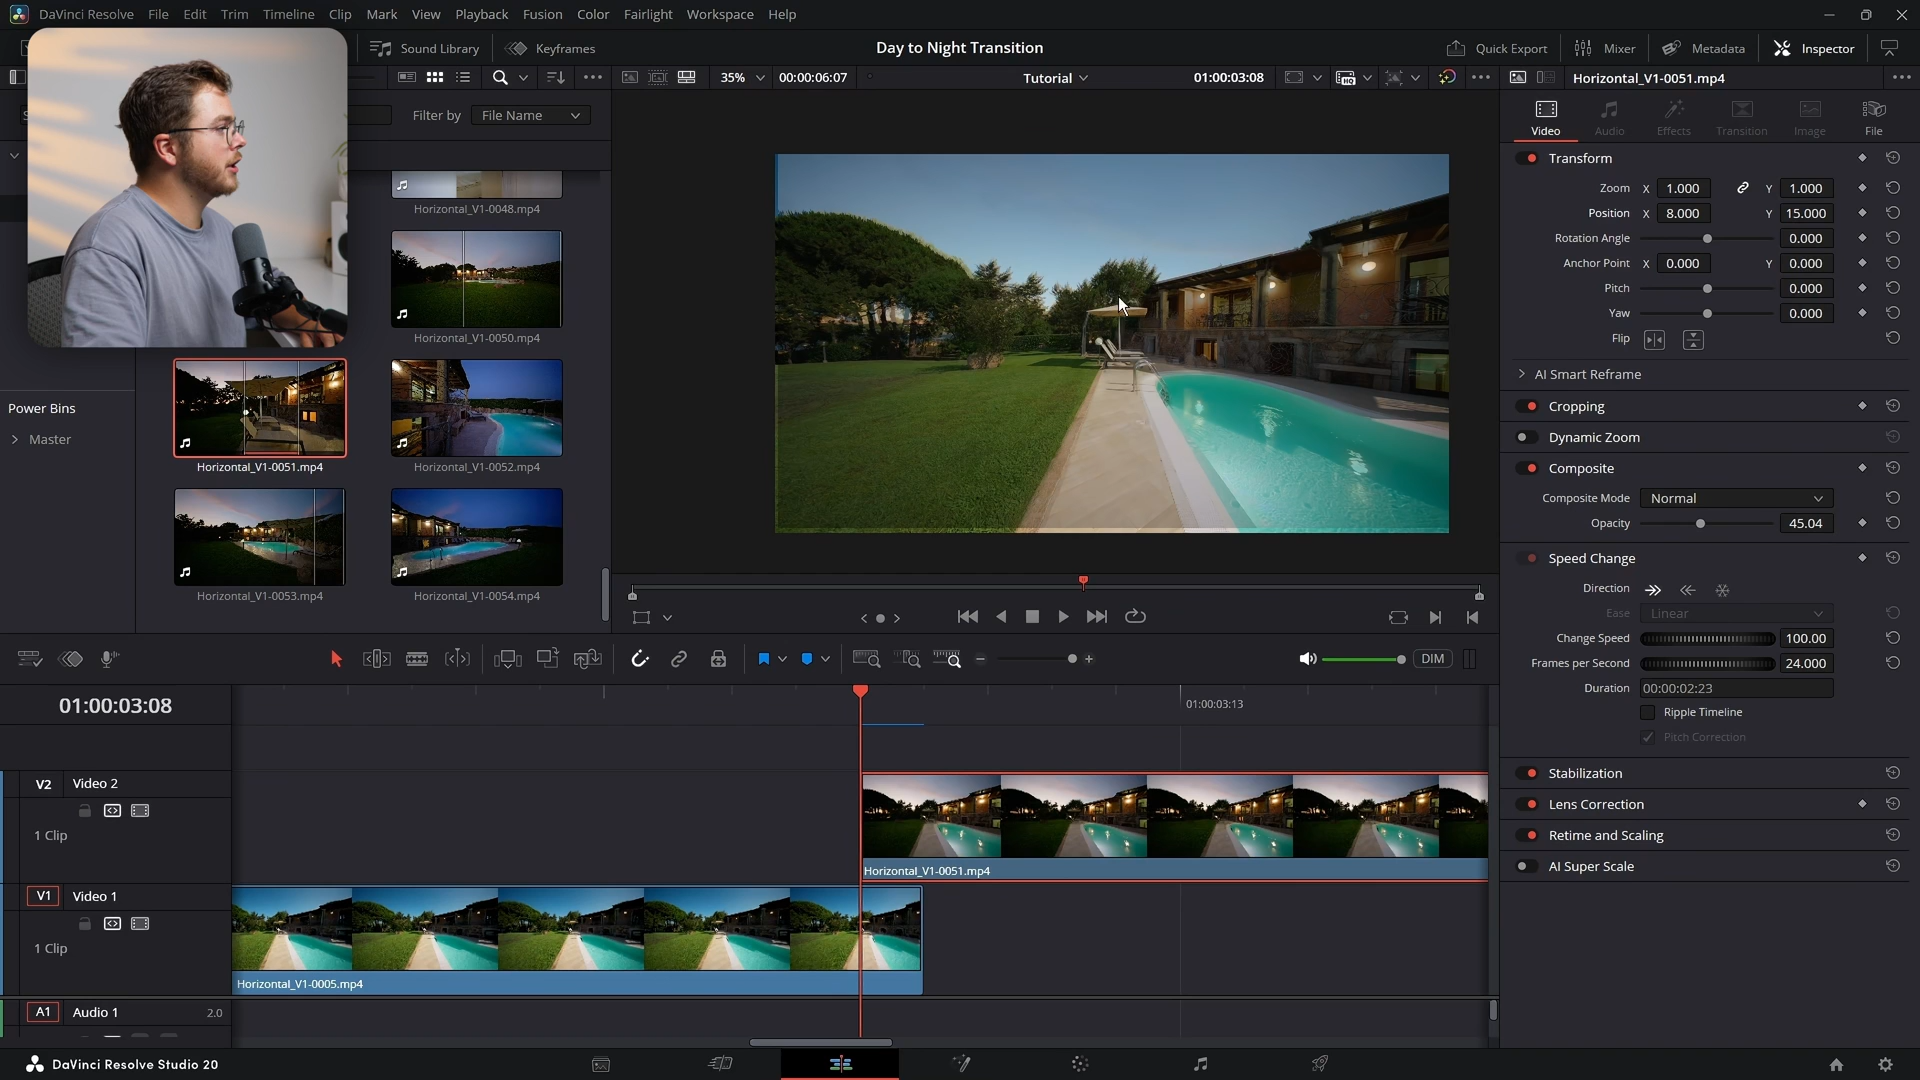 DaVinci Resolve File Edit Trim Timeline Clip Mark View Playback Fusion Color Fairlight Workspace Help
Sound Library Keyframes Day to Night Transition Quick Export Mixer Metadata Inspector
35% 00:00:06:07 Tutorial 01:00:03:08 Horizontal_V1-0051.mp4
Filter by File Name
Video Audio Effects Transition Image File
Transform
Zoom X 1.000 Y 1.000
Position X 8.000 Y 15.000
Rotation Angle 0.000
Anchor Point X 0.000 Y 0.000
Pitch 0.000
Yaw 0.000
Flip
AI Smart Reframe
Cropping
Dynamic Zoom
Composite
Composite Mode Normal
Opacity 45.04
Speed Change
Direction
Ease Linear
Change Speed 100.00
Frames per Second 24.000
Duration 00:00:02:23
Ripple Timeline
Pitch Correction
Stabilization
Lens Correction
Retime and Scaling
AI Super Scale
Horizontal_V1-0048.mp4
Horizontal_V1-0050.mp4
Power Bins
Master
Horizontal_V1-0051.mp4 Horizontal_V1-0052.mp4
Horizontal_V1-0053.mp4 Horizontal_V1-0054.mp4
DIM
01:00:03:08
01:00:03:13
V2 Video 2
1 Clip
Horizontal_V1-0051.mp4
V1 Video 1
1 Clip
Horizontal_V1-0005.mp4
A1 Audio 1 2.0
DaVinci Resolve Studio 20